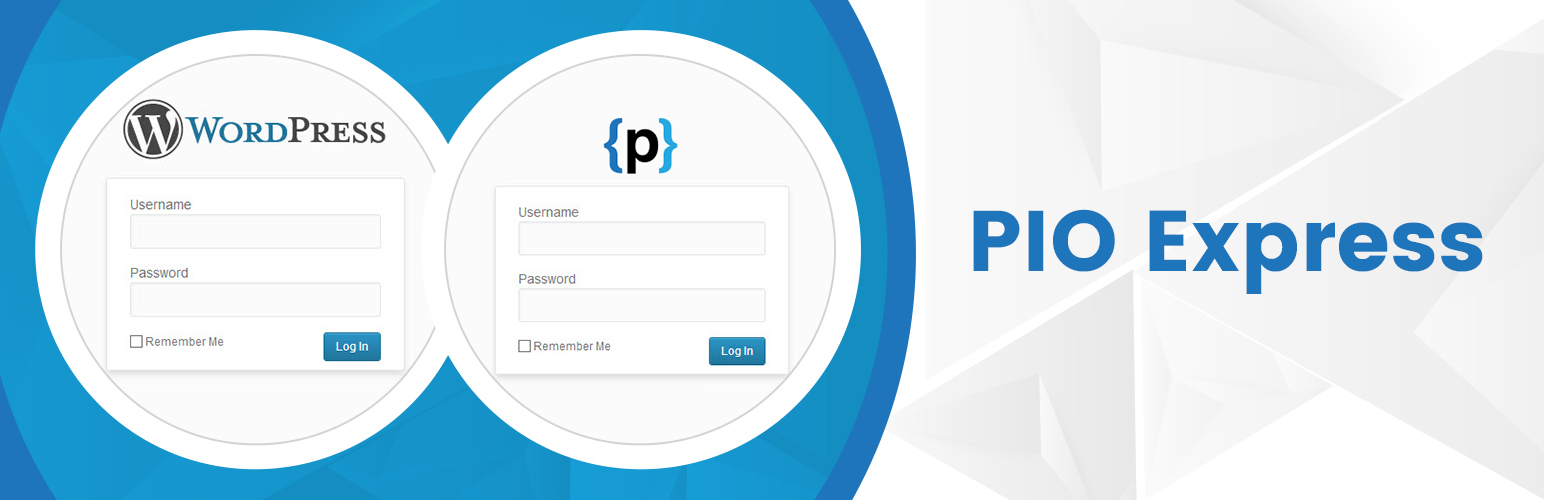 WORDPRESS
Username
Password
Remember Me
Log In
{p}
Username
Password
Remember Me
Log In
PIO Express